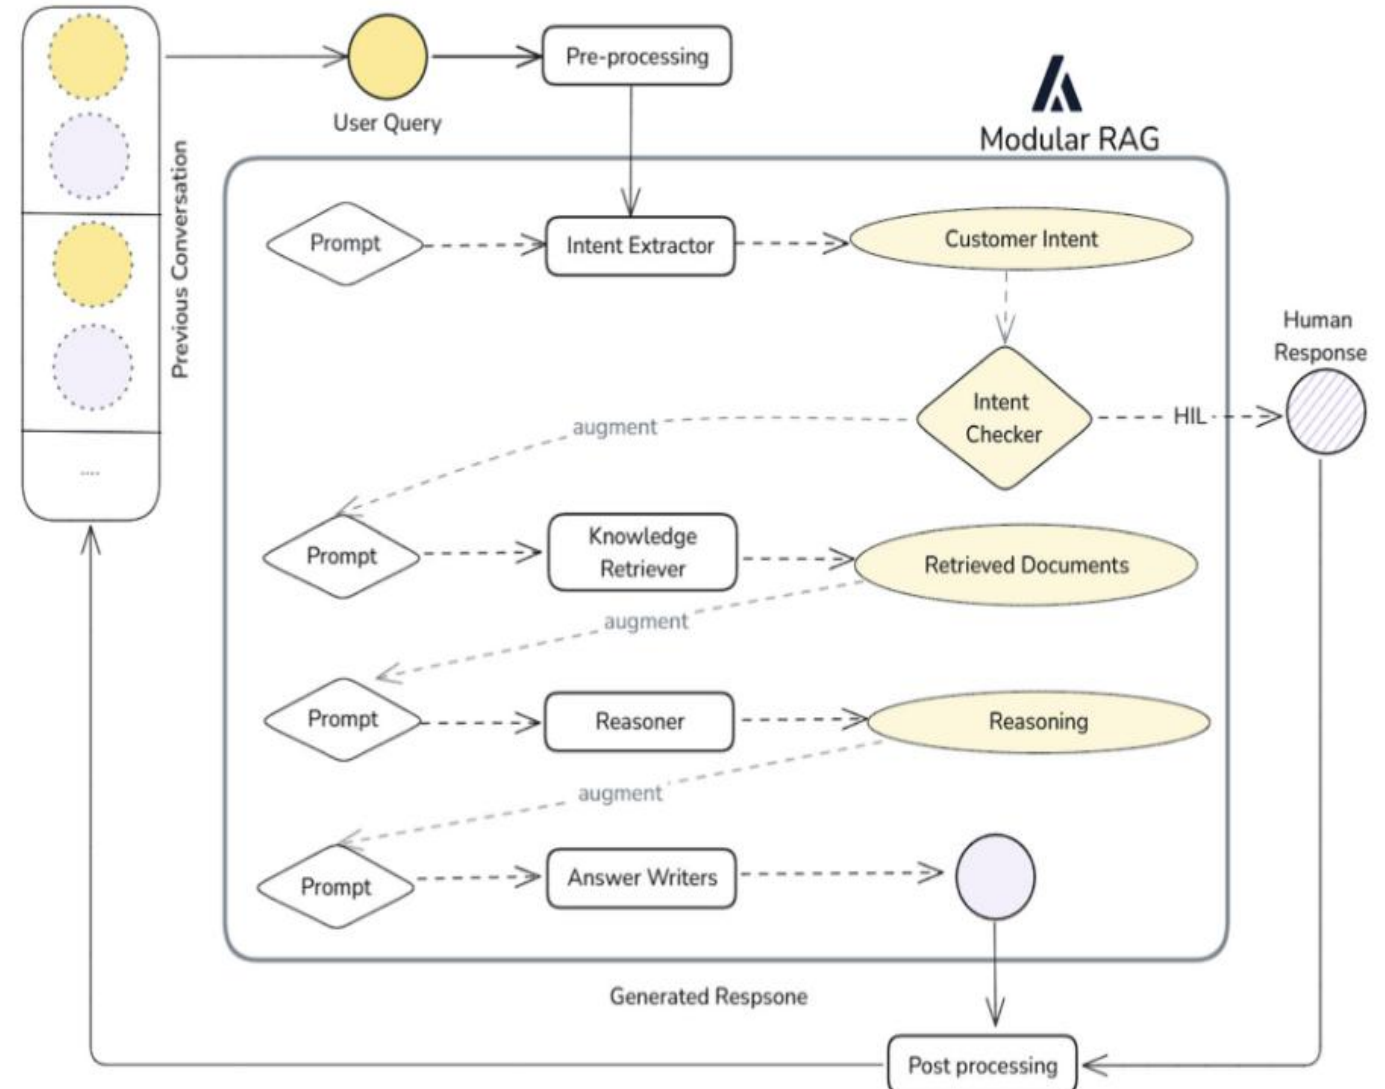 Pre-processing
User Query
Modular RAG
Previous Conversation
Prompt
Intent Extractor
Customer Intent
Human
Response
Intent
Checker
HIL
augment
Prompt
Knowledge
Retriever
Retrieved Documents
augment
Prompt
Reasoner
Reasoning
augment
Prompt
Answer Writers
Generated Respsone
Post processing
....